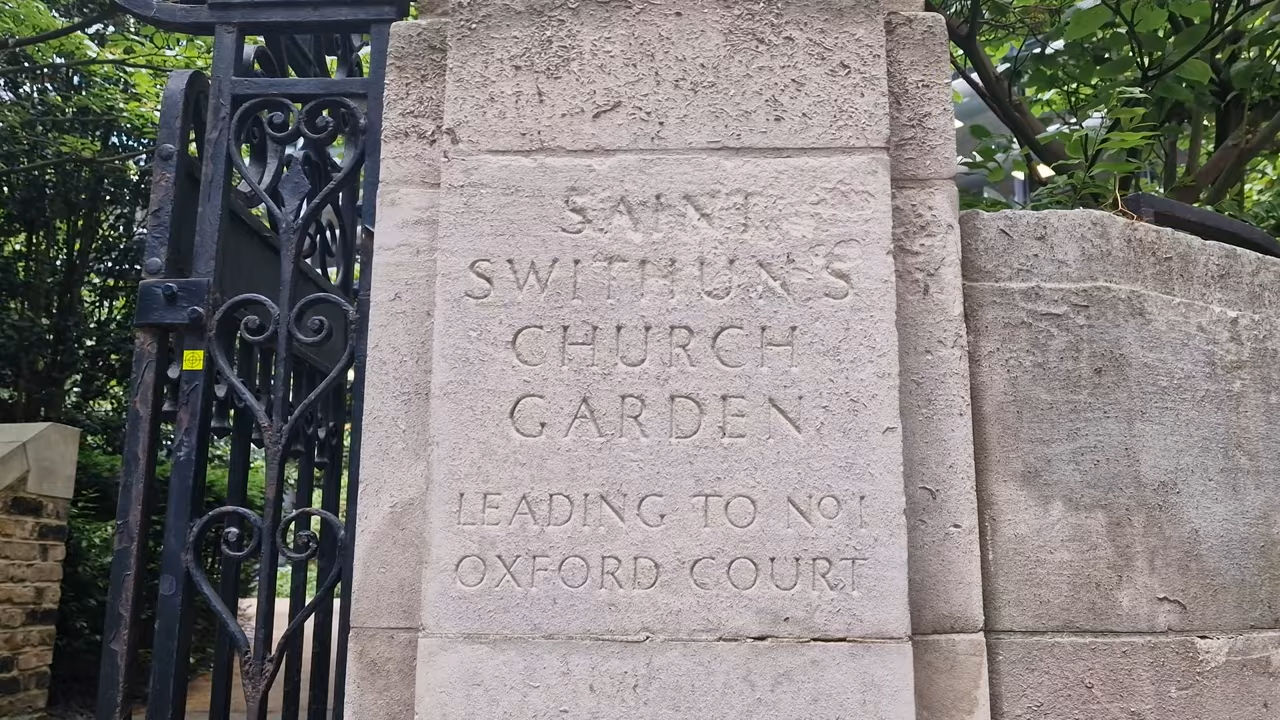 SAINT
SWITHUN'S
CHURCH
GARDEN
LEADING TO No 1
OXFORD COURT